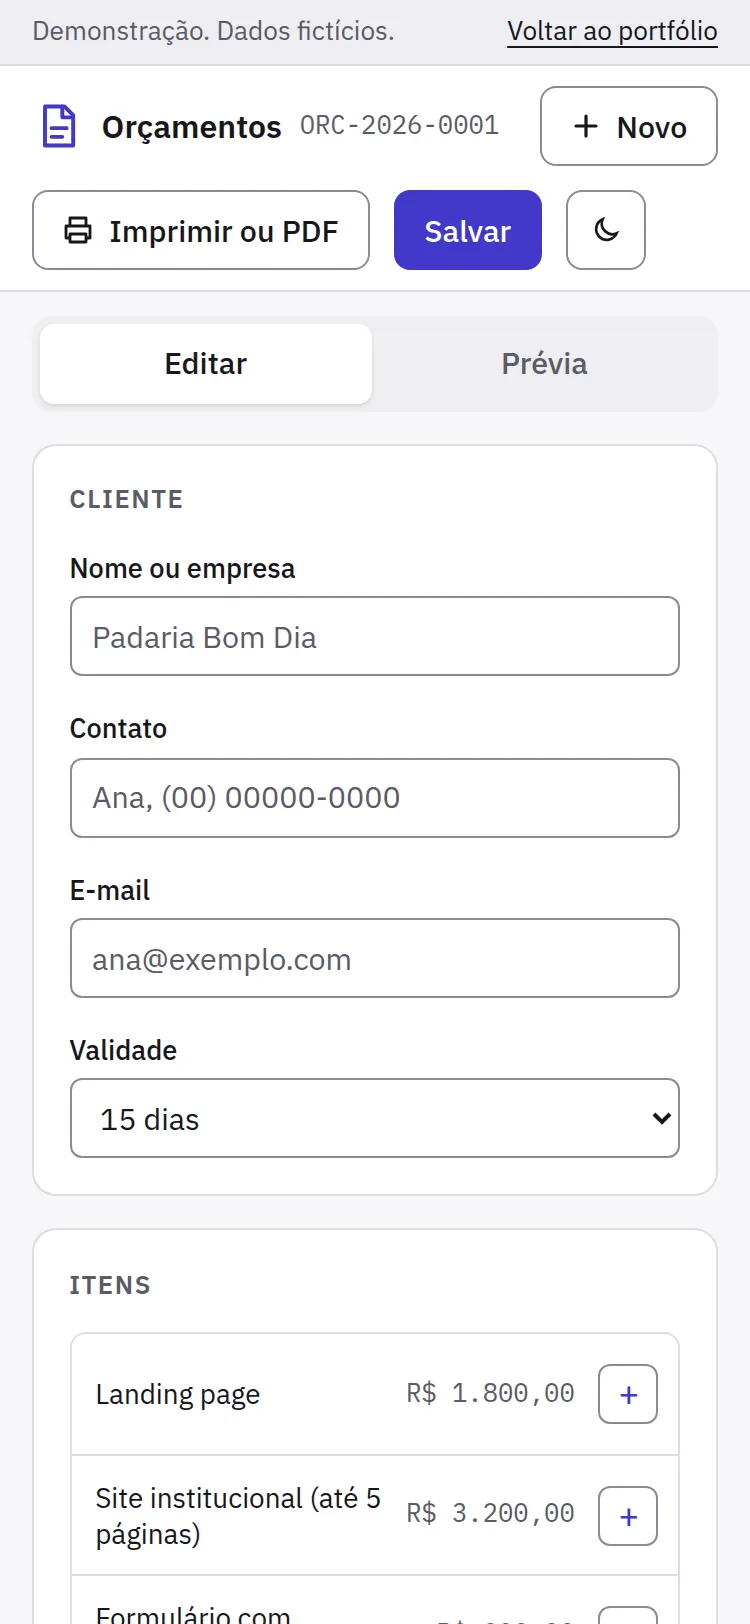 Demonstração. Dados fictícios.
Voltar ao portfólio
Orçamentos ORC-2026-0001
+ Novo
Imprimir ou PDF
Salvar
Editar
Prévia
CLIENTE
Nome ou empresa
Padaria Bom Dia
Contato
Ana, (00) 00000-0000
E-mail
ana@exemplo.com
Validade
15 dias
ITENS
Landing page R$ 1.800,00 +
Site institucional (até 5
páginas)
R$ 3.200,00 +
Formulário com